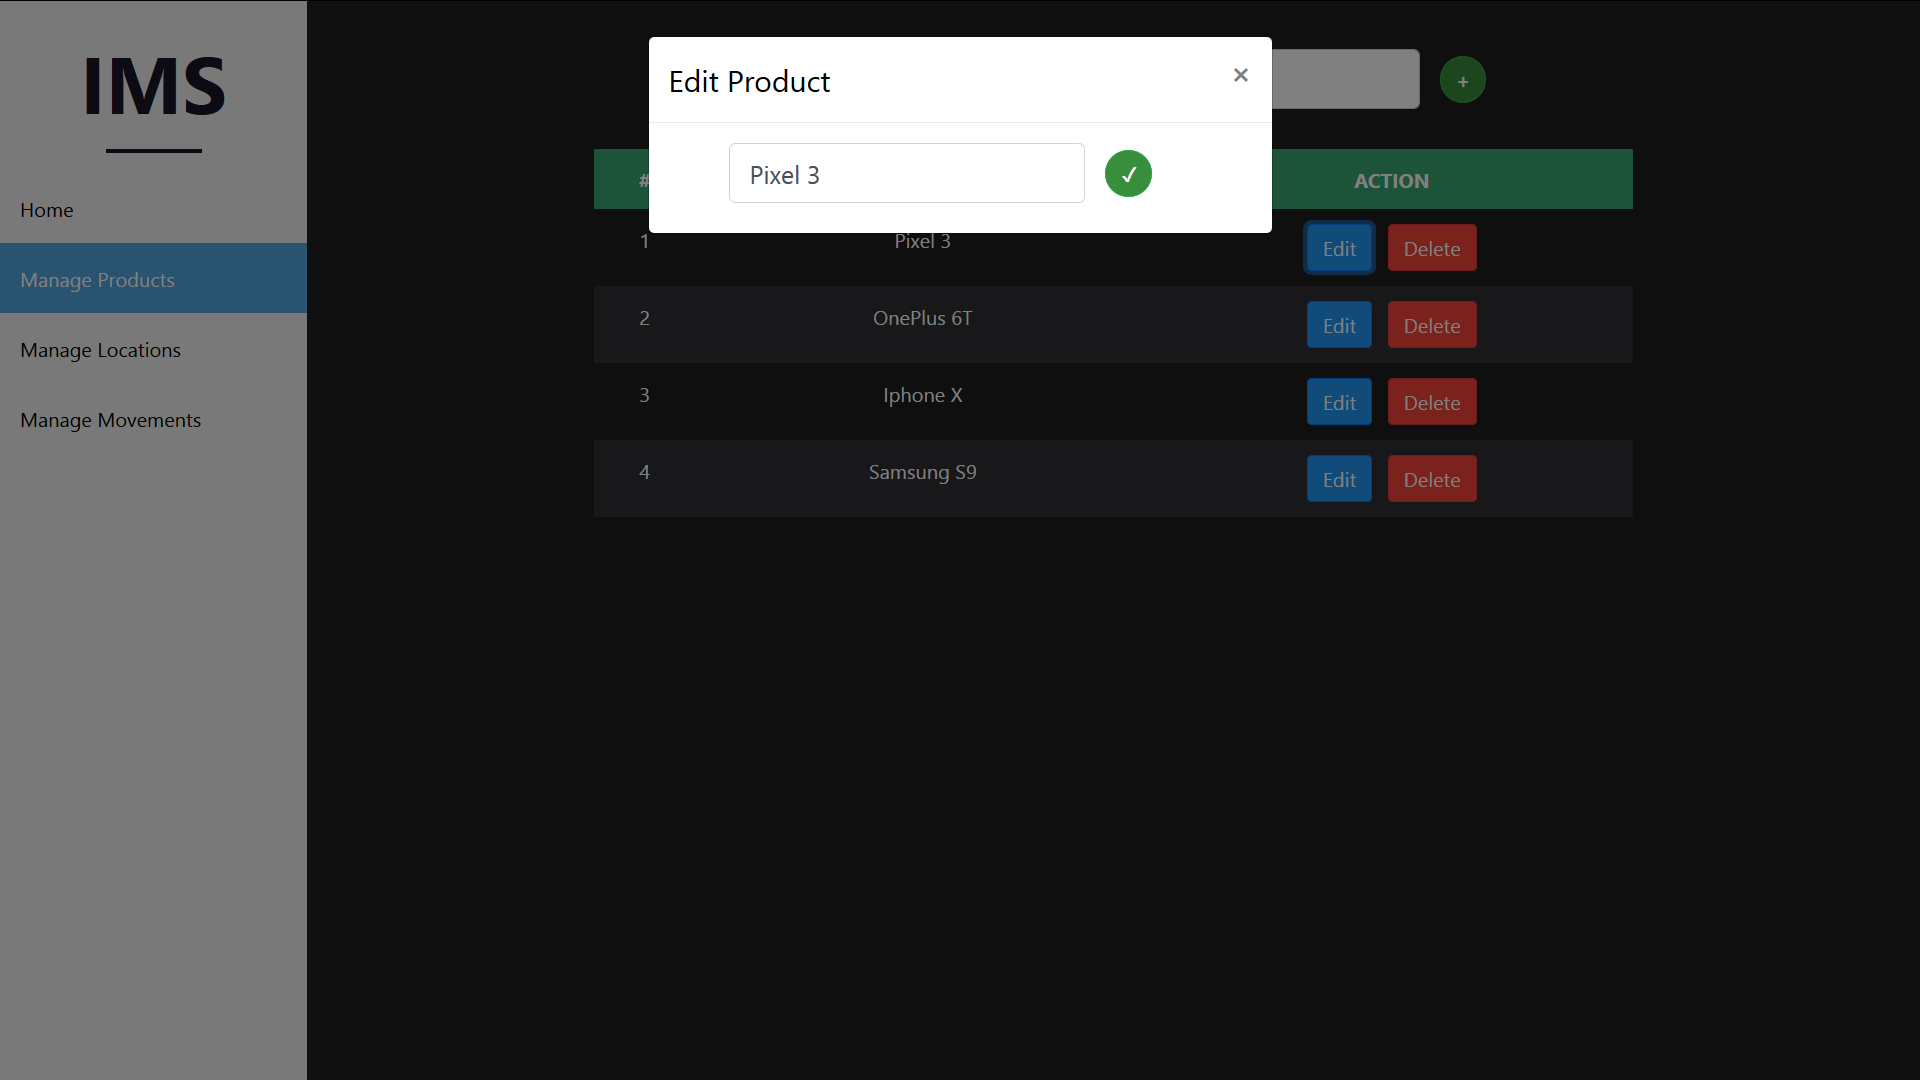 IMS
Home
Manage Products
Manage Locations
Manage Movements
Edit Product ×
Pixel 3 ✓
+
# ACTION
1 Pixel 3 Edit Delete
2 OnePlus 6T Edit Delete
3 Iphone X Edit Delete
4 Samsung S9 Edit Delete